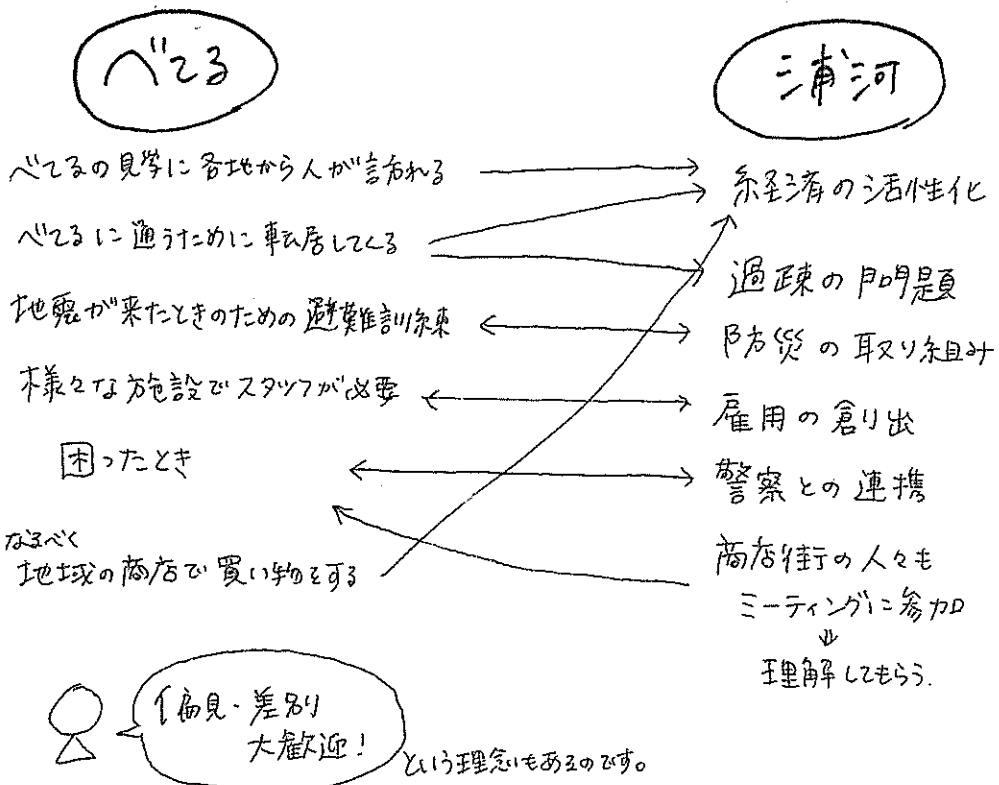 べてる
浦河
べてるの見学に各地から人が訪れる
経済の活性化
べてるに通うために転居してくる
過疎の問題
地震が来たときのための避難訓練
防災の取り組み
様々な施設でスタッフが必要
雇用の創り出
困ったとき
警察との連携
なるべく
地域の商店で買い物をする
商店街の人々も
ミーティングに参加
⇓
理解してもらう.
偏見・差別
大歓迎!
という理念もあるのです。